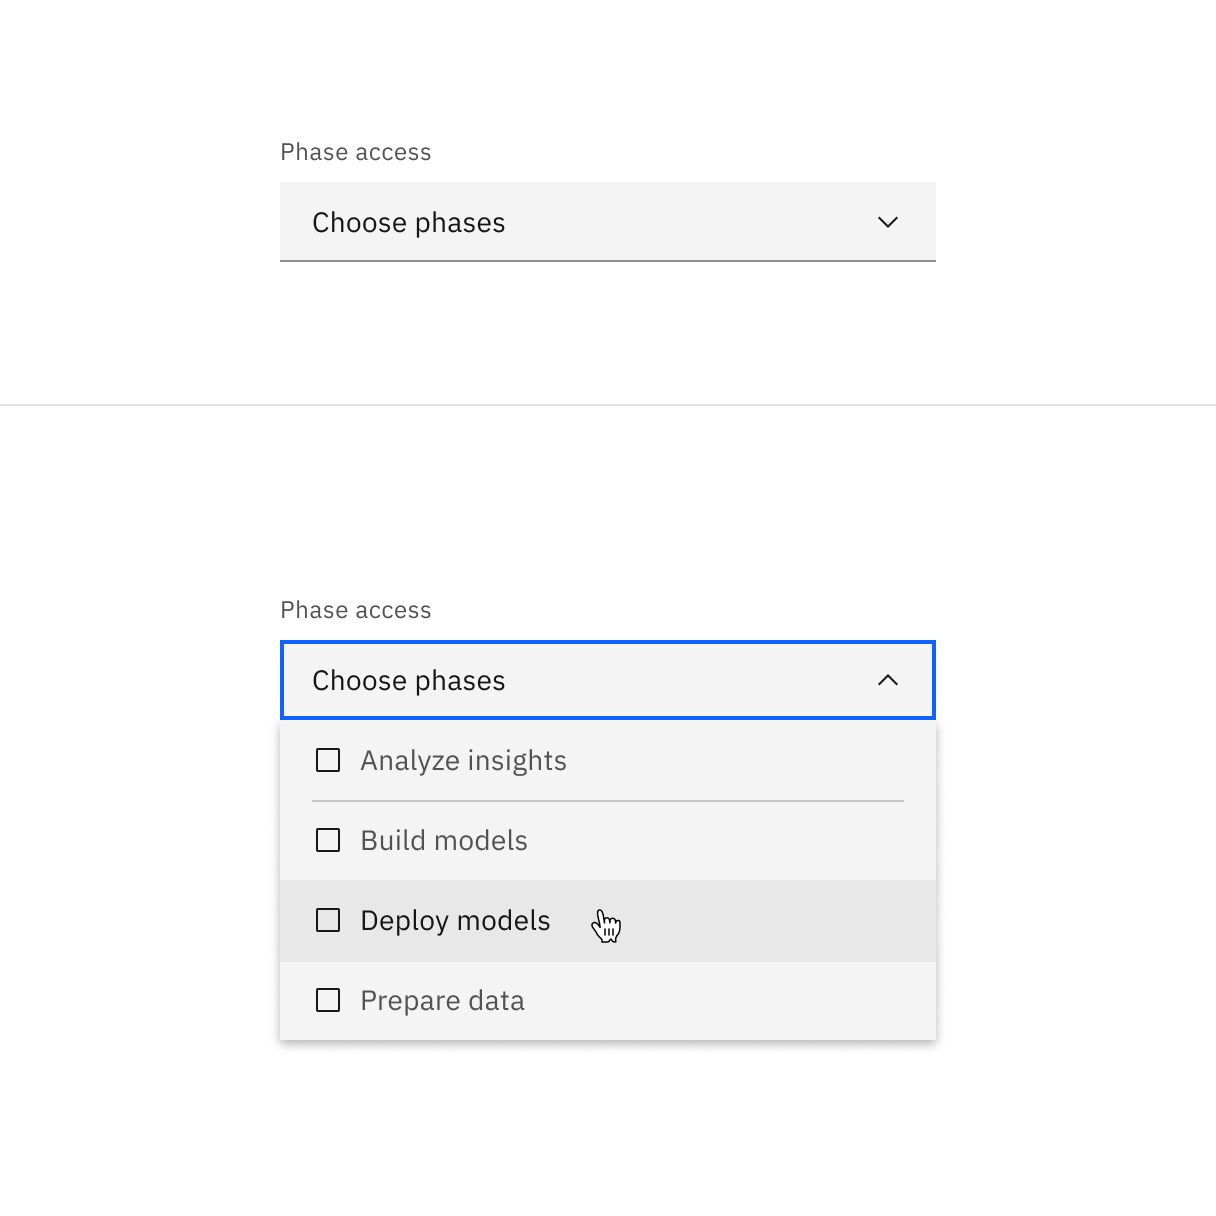 Phase access
Choose phases
Phase access
Choose phases
Analyze insights
Build models
Deploy models
Prepare data